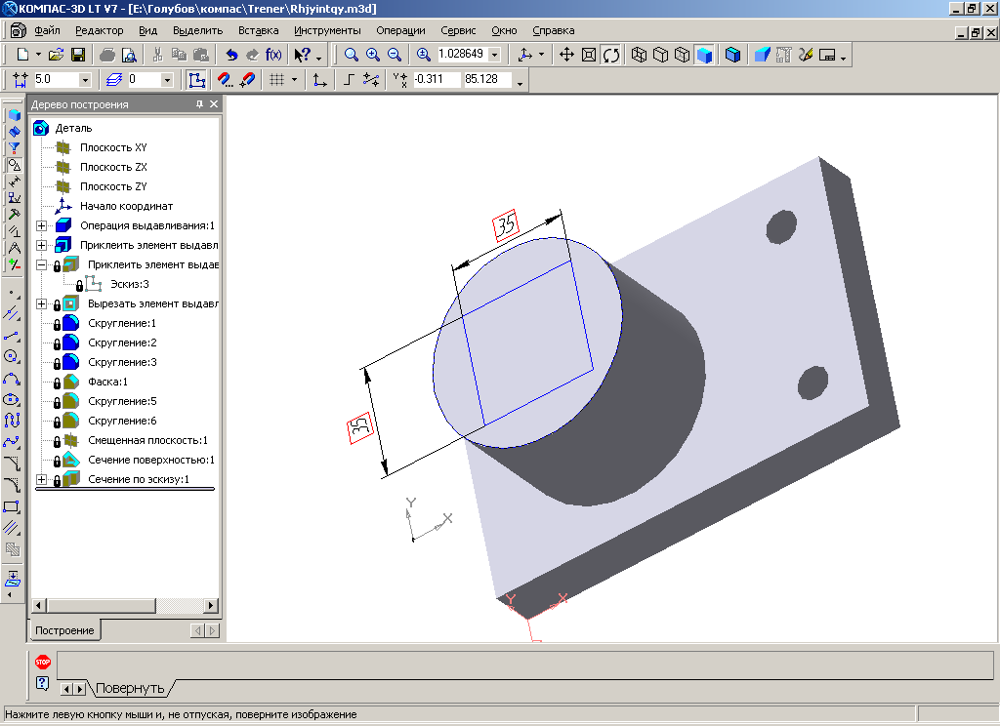 КОМПАС-3D LT V7 - [E:\Голубов\компас\Trener\Rhjyintqy.m3d]
Файл Редактор Вид Выделить Вставка Инструменты Операции Сервис Окно Справка
f(x) ? 1.028649
5.0 0 -0.311 85.128
Дерево построения
Деталь
Плоскость XY
Плоскость ZX
Плоскость ZY
Начало координат
Операция выдавливания:1
Приклеить элемент выдавл
Приклеить элемент выдав
Эскиз:3
Вырезать элемент выдавл
Скругление:1
Скругление:2
Скругление:3
Фаска:1
Скругление:5
Скругление:6
Смещенная плоскость:1
Сечение поверхностью:1
Сечение по эскизу:1
Построение
35
35
Y
X
Y
X
STOP
?
Повернуть
Нажмите левую кнопку мыши и, не отпуская, поверните изображение